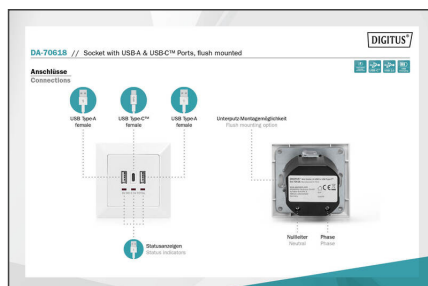 DIGITUS®
DA-70618 // Socket with USB-A & USB-C™ Ports, flush mounted
Anschlüsse
Connections
USB Type-A
female
USB Type-C™
female
USB Type-A
female
Unterputz-Montagemöglichkeit
Flush mounting option
Statusanzeigen
Status indicators
Nullleiter
Neutral
Phase
Phase